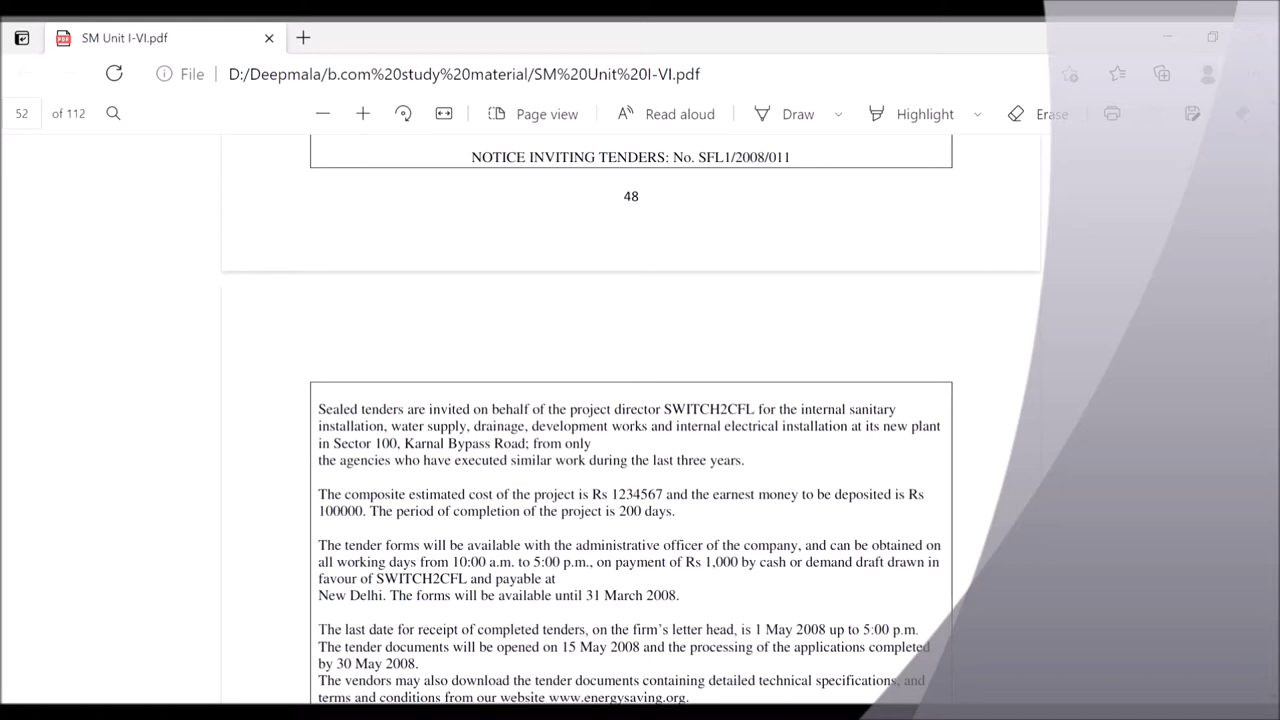 SM Unit I-VI.pdf
File D:/Deepmala/b.com%20study%20material/SM%20Unit%20I-VI.pdf
52 of 112 Page view Read aloud Draw Highlight Erase
NOTICE INVITING TENDERS: No. SFL1/2008/011
48
Sealed tenders are invited on behalf of the project director SWITCH2CFL for the internal sanitary
installation, water supply, drainage, development works and internal electrical installation at its new plant
in Sector 100, Karnal Bypass Road; from only
the agencies who have executed similar work during the last three years.
The composite estimated cost of the project is Rs 1234567 and the earnest money to be deposited is Rs
100000. The period of completion of the project is 200 days.
The tender forms will be available with the administrative officer of the company, and can be obtained on
all working days from 10:00 a.m. to 5:00 p.m., on payment of Rs 1,000 by cash or demand draft drawn in
favour of SWITCH2CFL and payable at
New Delhi. The forms will be available until 31 March 2008.
The last date for receipt of completed tenders, on the firm's letter head, is 1 May 2008 up to 5:00 p.m.
The tender documents will be opened on 15 May 2008 and the processing of the applications completed
by 30 May 2008.
The vendors may also download the tender documents containing detailed technical specifications, and
terms and conditions from our website www.energysaving.org.